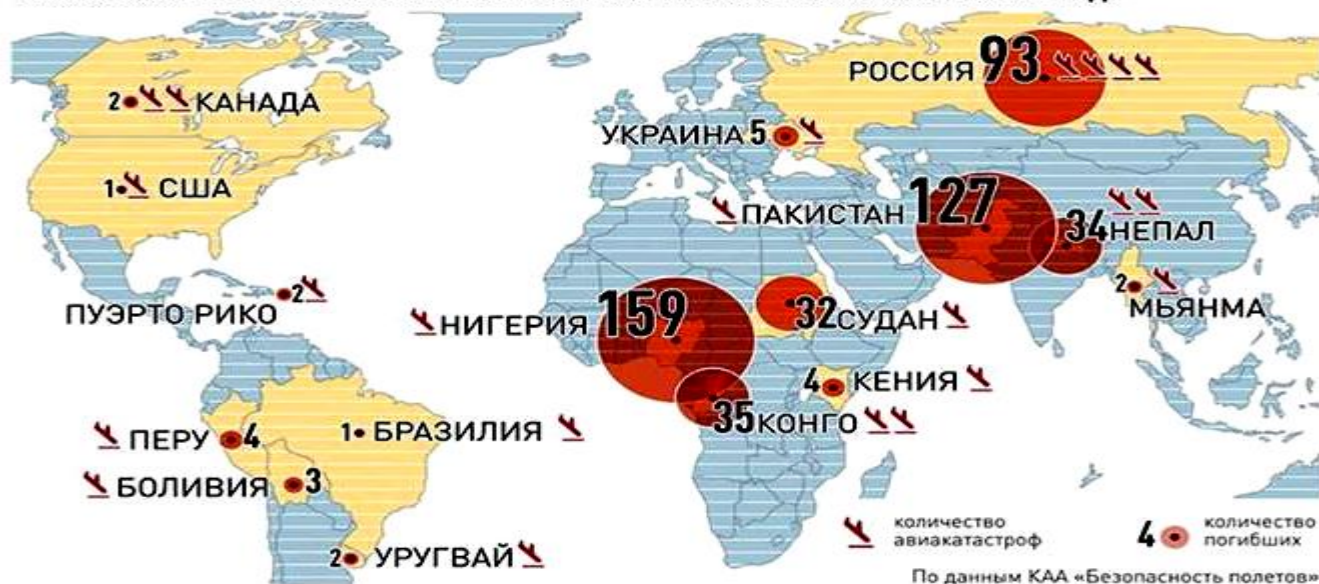 2 КАНАДА
РОССИЯ 93.
УКРАИНА 5
1 США
ПАКИСТАН 127
34 НЕПАЛ
2
МЬЯНМА
2
ПУЭРТО РИКО
НИГЕРИЯ 159
32 СУДАН
4 КЕНИЯ
35 КОНГО
ПЕРУ 4
1 БРАЗИЛИЯ
БОЛИВИЯ 3
2 УРУГВАЙ
количество
авиакатастроф
4 количество
погибших
По данным КАА «Безопасность полетов»